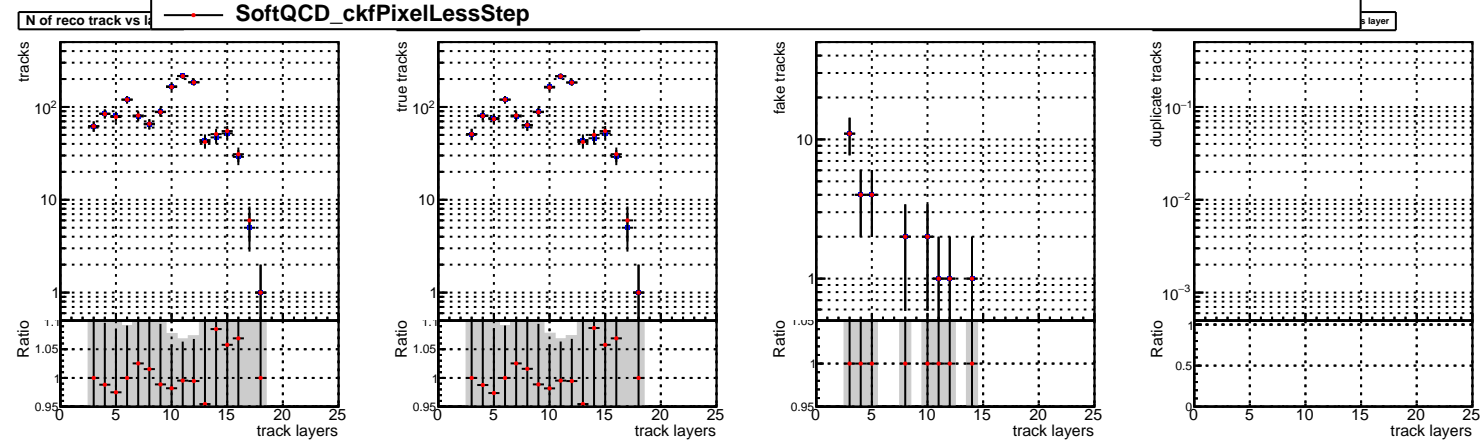 SoftQCD_ckfPixelLessStep
N of reco track vs la
s layer
tracks
10²
10
1
Ratio
1.1
1.05
1
0.95
0 5 10 15 20 25
track layers
true tracks
10²
10
1
Ratio
1.1
1.05
1
0.95
0 5 10 15 20 25
track layers
fake tracks
10
1
Ratio
1.05
1
0.95
0 5 10 15 20 25
track layers
duplicate tracks
10⁻¹
10⁻²
10⁻³
Ratio
1
0.5
0
0 5 10 15 20 25
track layers